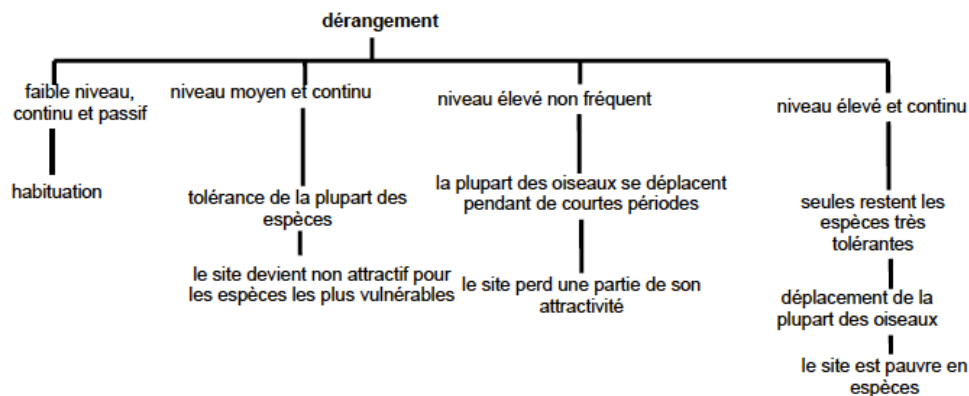 dérangement
faible niveau,
continu et passif
habituation
niveau moyen et continu
tolérance de la plupart des
espèces
le site devient non attractif pour
les espèces les plus vulnérables
niveau élevé non fréquent
la plupart des oiseaux se déplacent
pendant de courtes périodes
le site perd une partie de son
attractivité
niveau élevé et continu
seules restent les
espèces très
tolérantes
déplacement de la
plupart des oiseaux
le site est pauvre en
espèces